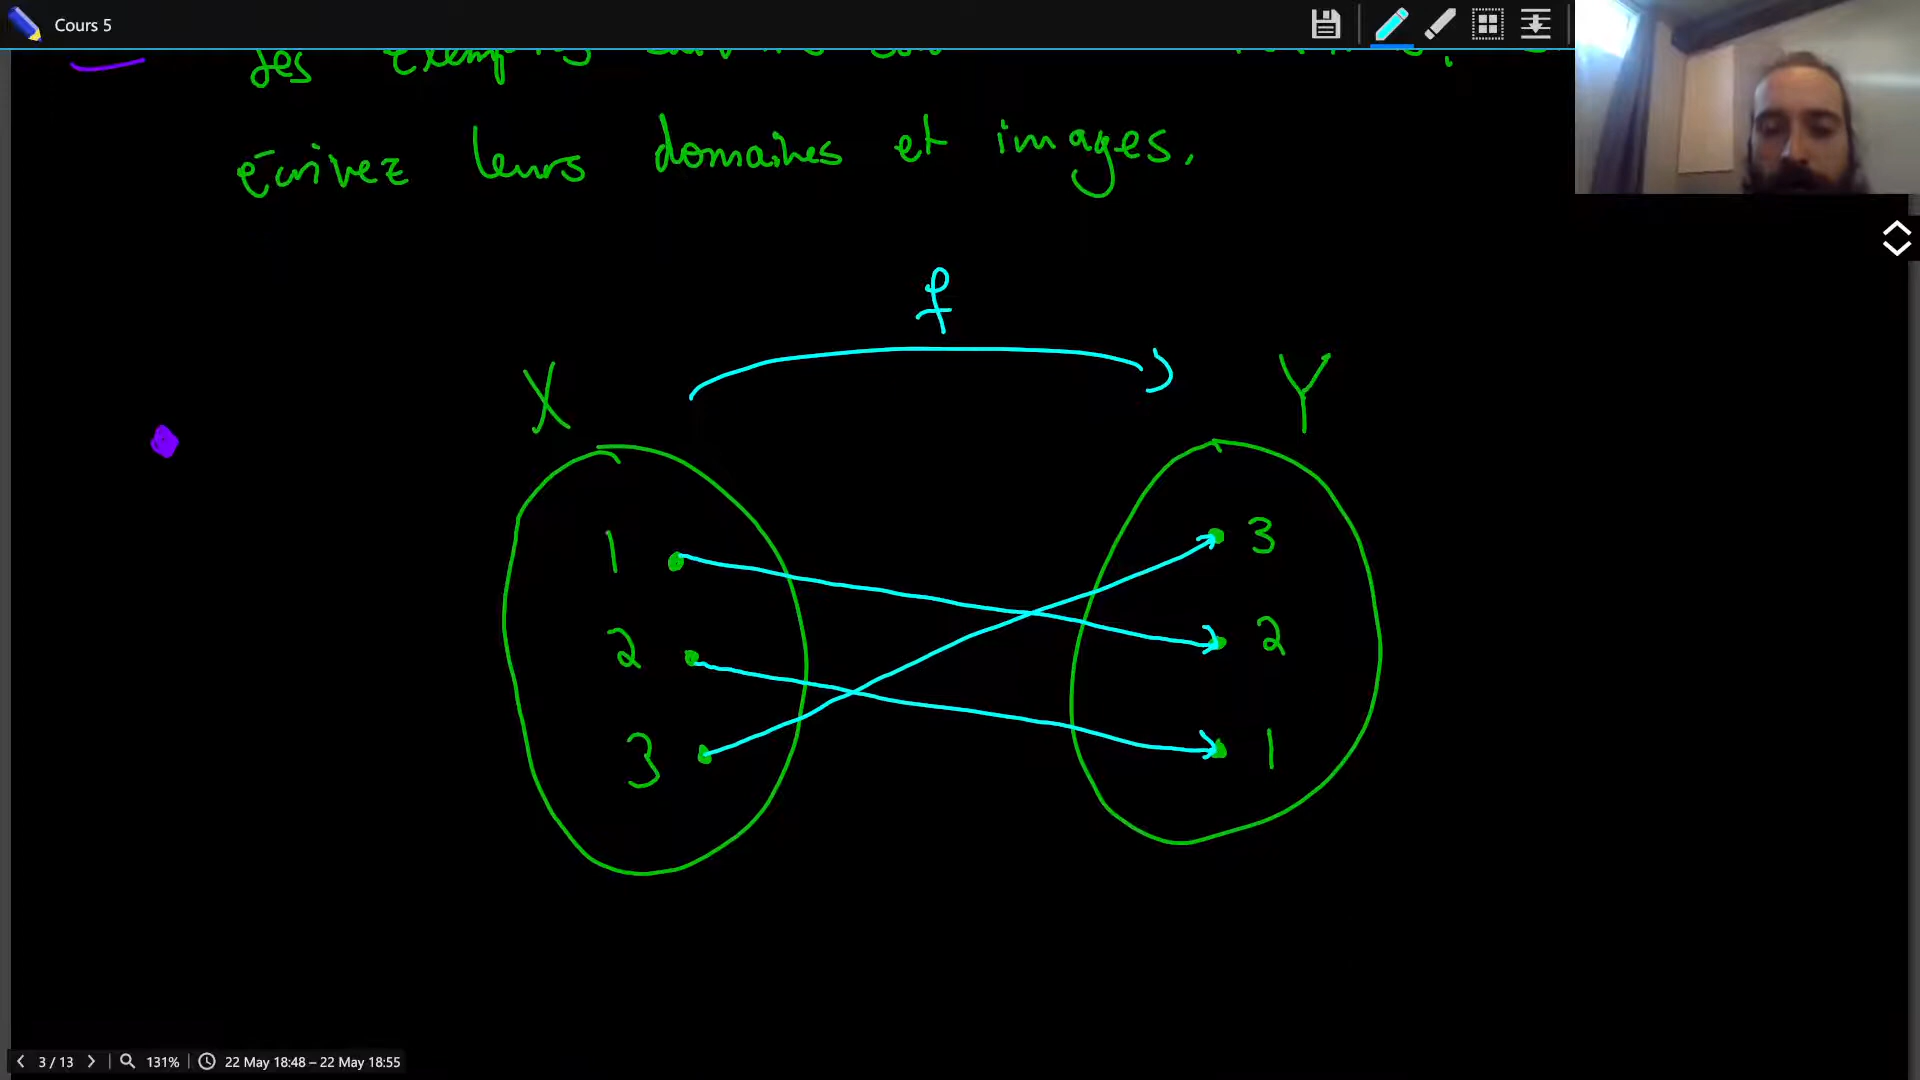 Cours 5
des exemples
écrivez leurs domaines et images.
f
X Y
1 3
2 2
3 1
3 / 13 131% 22 May 18:48 – 22 May 18:55